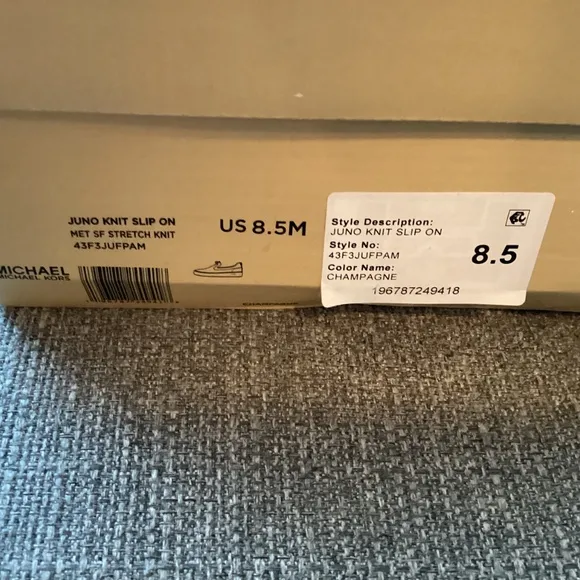 JUNO KNIT SLIP ON
MET SF STRETCH KNIT
43F3JUFPAM
MICHAEL
MICHAEL KORS
US 8.5M
Style Description:
JUNO KNIT SLIP ON
Style No:
43F3JUFPAM
Color Name:
CHAMPAGNE
196787249418
8.5